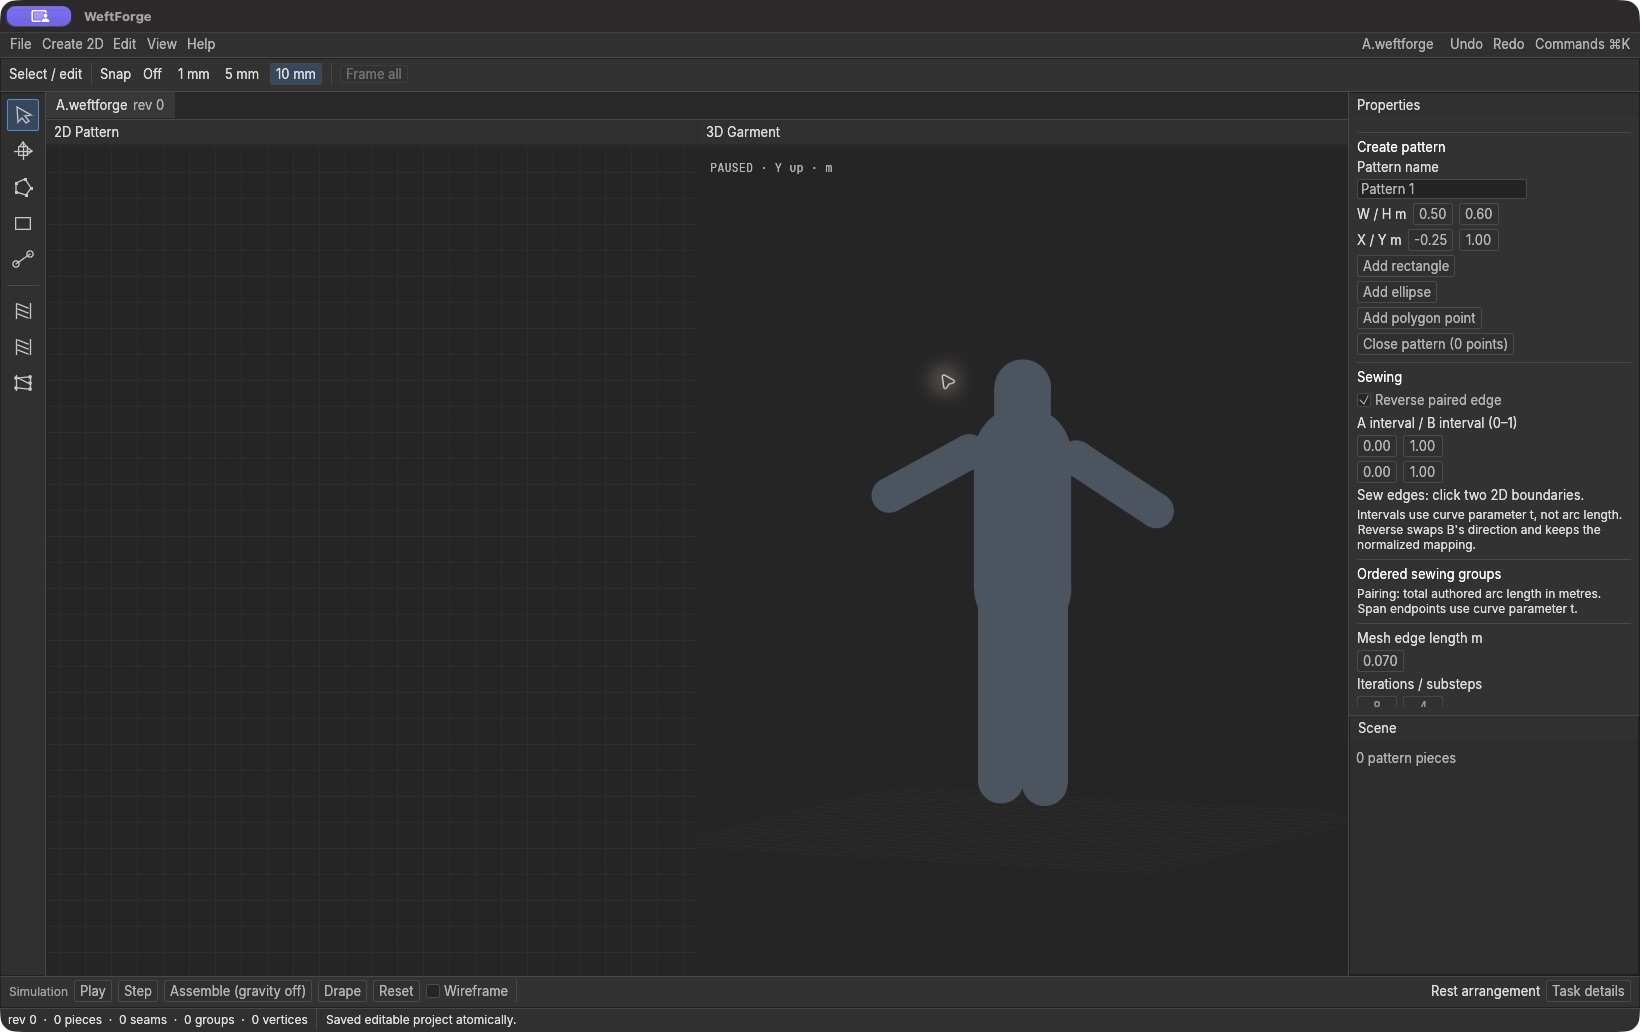 WeftForge
File Create 2D Edit View Help
A.weftforge Undo Redo Commands ⌘K
Select / edit Snap Off 1 mm 5 mm 10 mm Frame all
A.weftforge rev 0
2D Pattern
3D Garment
PAUSED · Y up · m
Properties
Create pattern
Pattern name
Pattern 1
W / H m 0.50 0.60
X / Y m -0.25 1.00
Add rectangle
Add ellipse
Add polygon point
Close pattern (0 points)
Sewing
Reverse paired edge
A interval / B interval (0–1)
0.00 1.00
0.00 1.00
Sew edges: click two 2D boundaries.
Intervals use curve parameter t, not arc length.
Reverse swaps B's direction and keeps the
normalized mapping.
Ordered sewing groups
Pairing: total authored arc length in metres.
Span endpoints use curve parameter t.
Mesh edge length m
0.070
Iterations / substeps
Scene
0 pattern pieces
Simulation Play Step Assemble (gravity off) Drape Reset Wireframe
Rest arrangement Task details
rev 0 · 0 pieces · 0 seams · 0 groups · 0 vertices Saved editable project atomically.